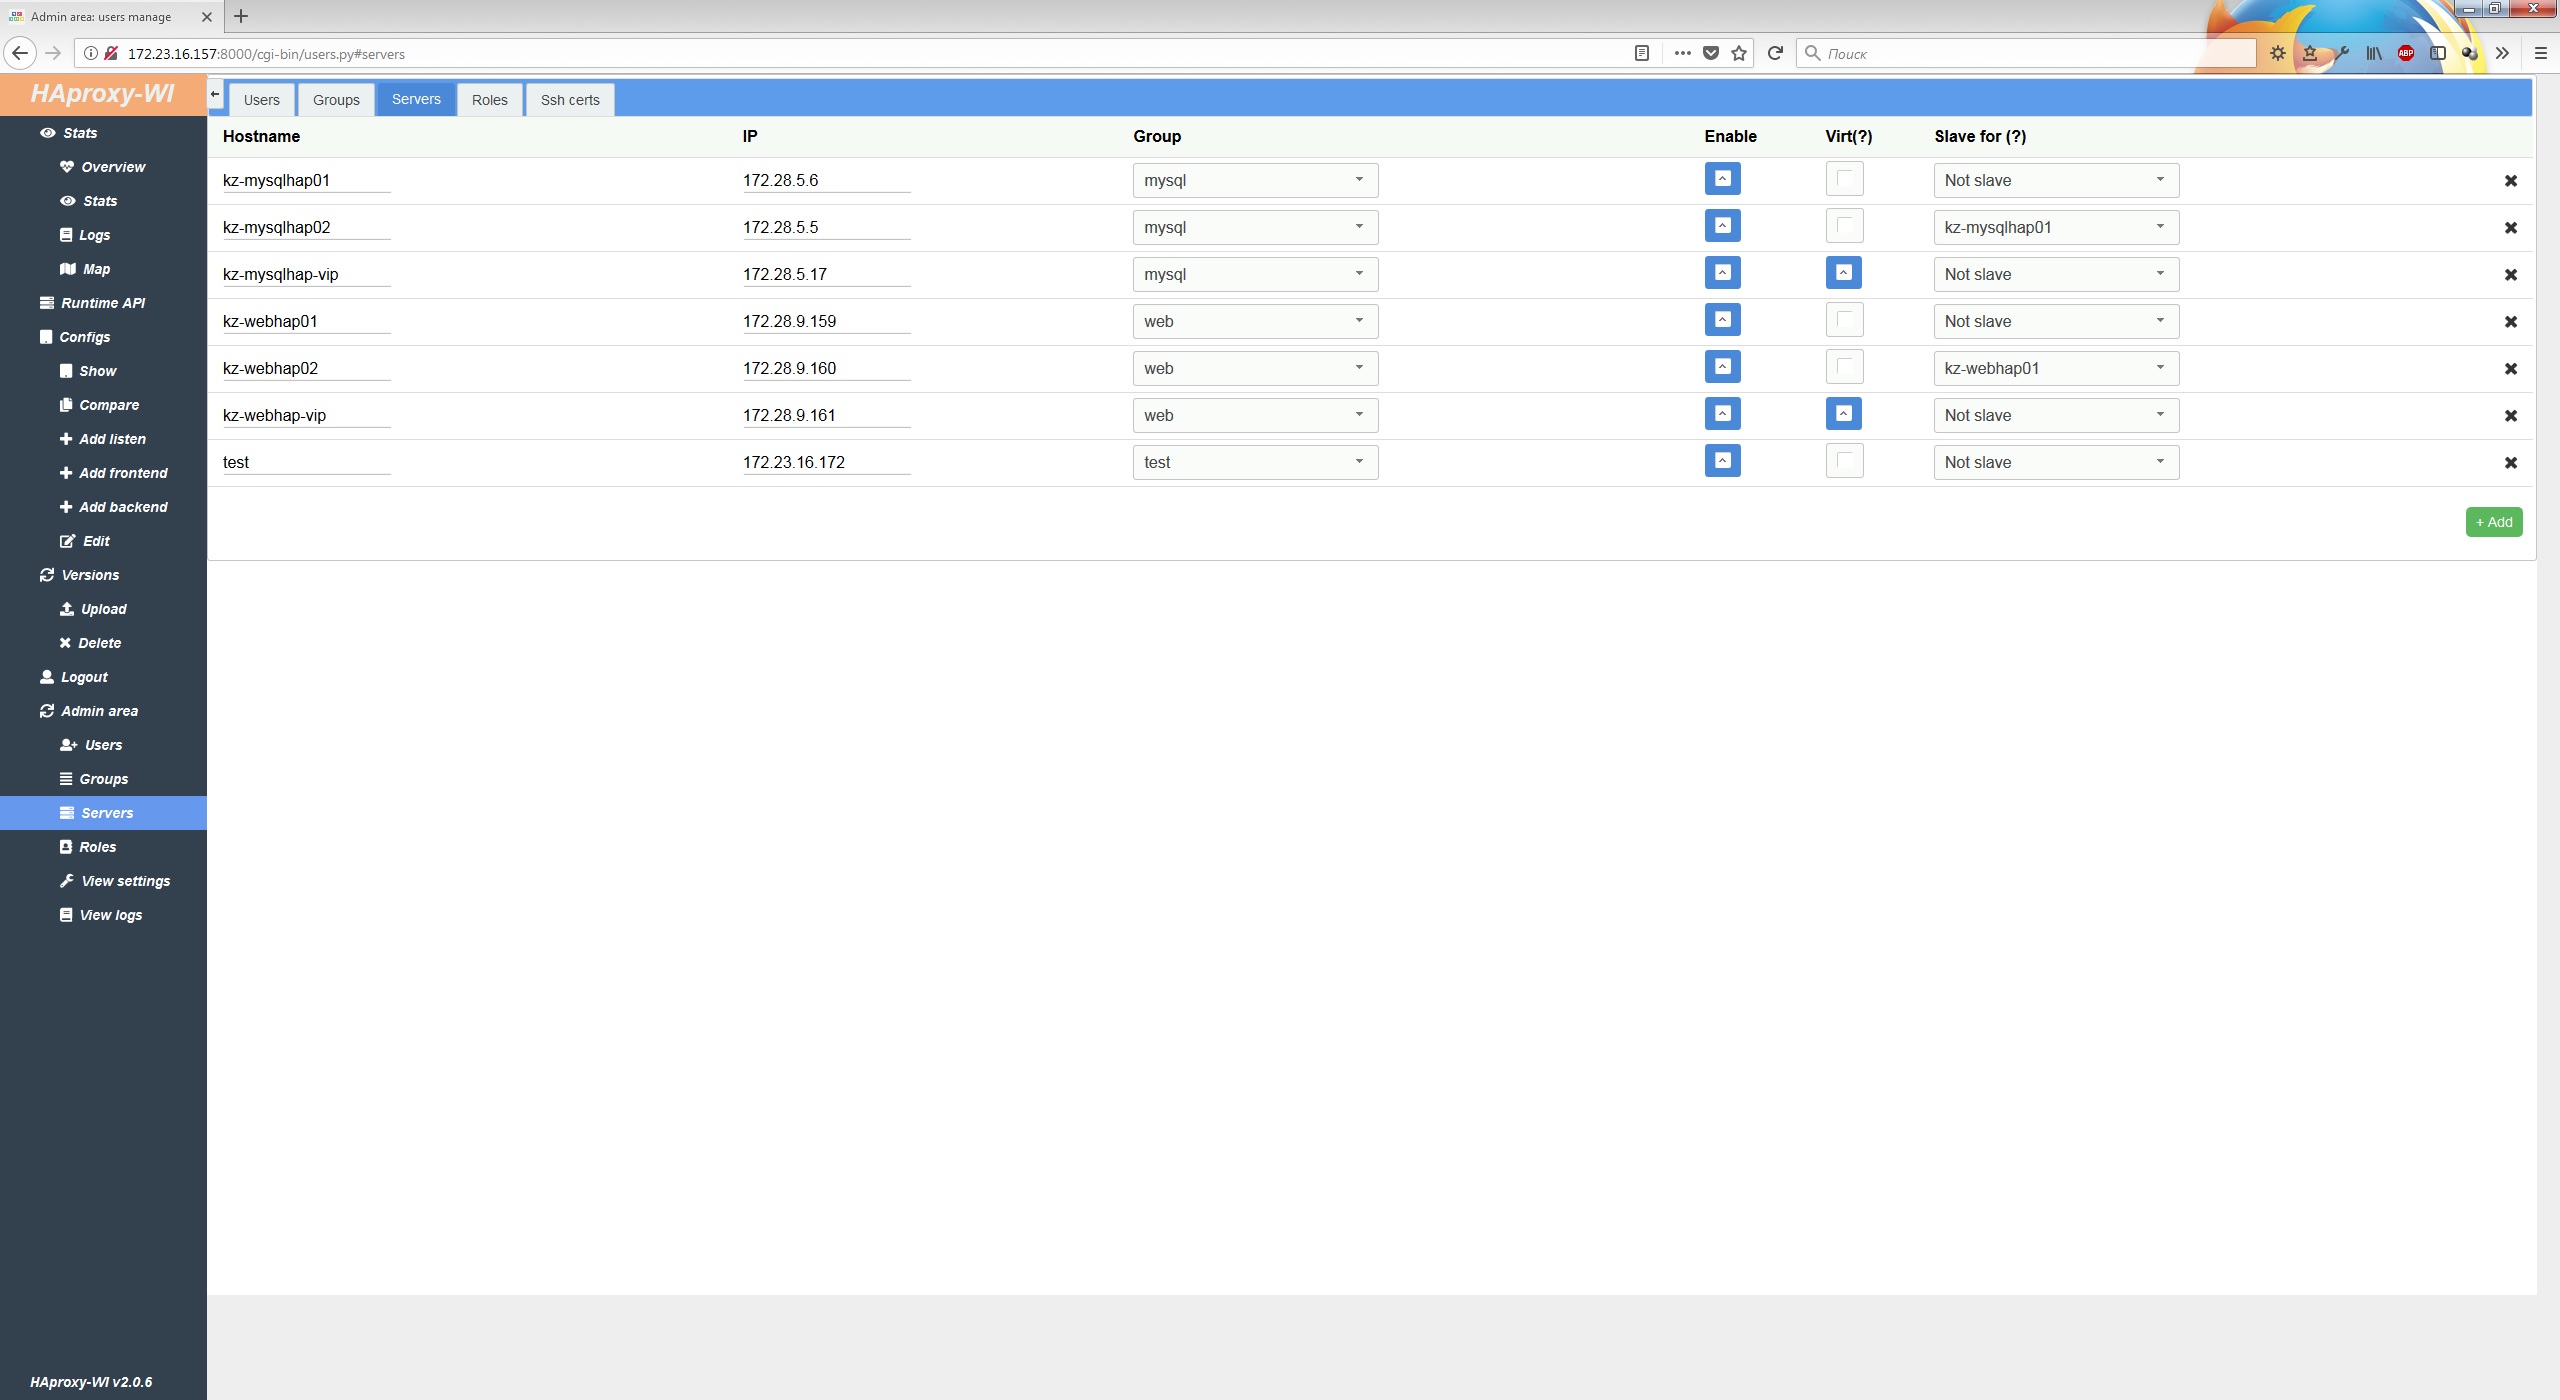 Admin area: users manage
172.23.16.157:8000/cgi-bin/users.py#servers
Поиск
ABP
HAproxy-WI
Stats
Overview
Stats
Logs
Map
Runtime API
Configs
Show
Compare
Add listen
Add frontend
Add backend
Edit
Versions
Upload
Delete
Logout
Admin area
Users
Groups
Servers
Roles
View settings
View logs
HAproxy-WI v2.0.6
Users Groups Servers Roles Ssh certs
Hostname IP Group Enable Virt(?) Slave for (?)
kz-mysqlhap01 172.28.5.6 mysql Not slave
kz-mysqlhap02 172.28.5.5 mysql kz-mysqlhap01
kz-mysqlhap-vip 172.28.5.17 mysql Not slave
kz-webhap01 172.28.9.159 web Not slave
kz-webhap02 172.28.9.160 web kz-webhap01
kz-webhap-vip 172.28.9.161 web Not slave
test 172.23.16.172 test Not slave
+ Add